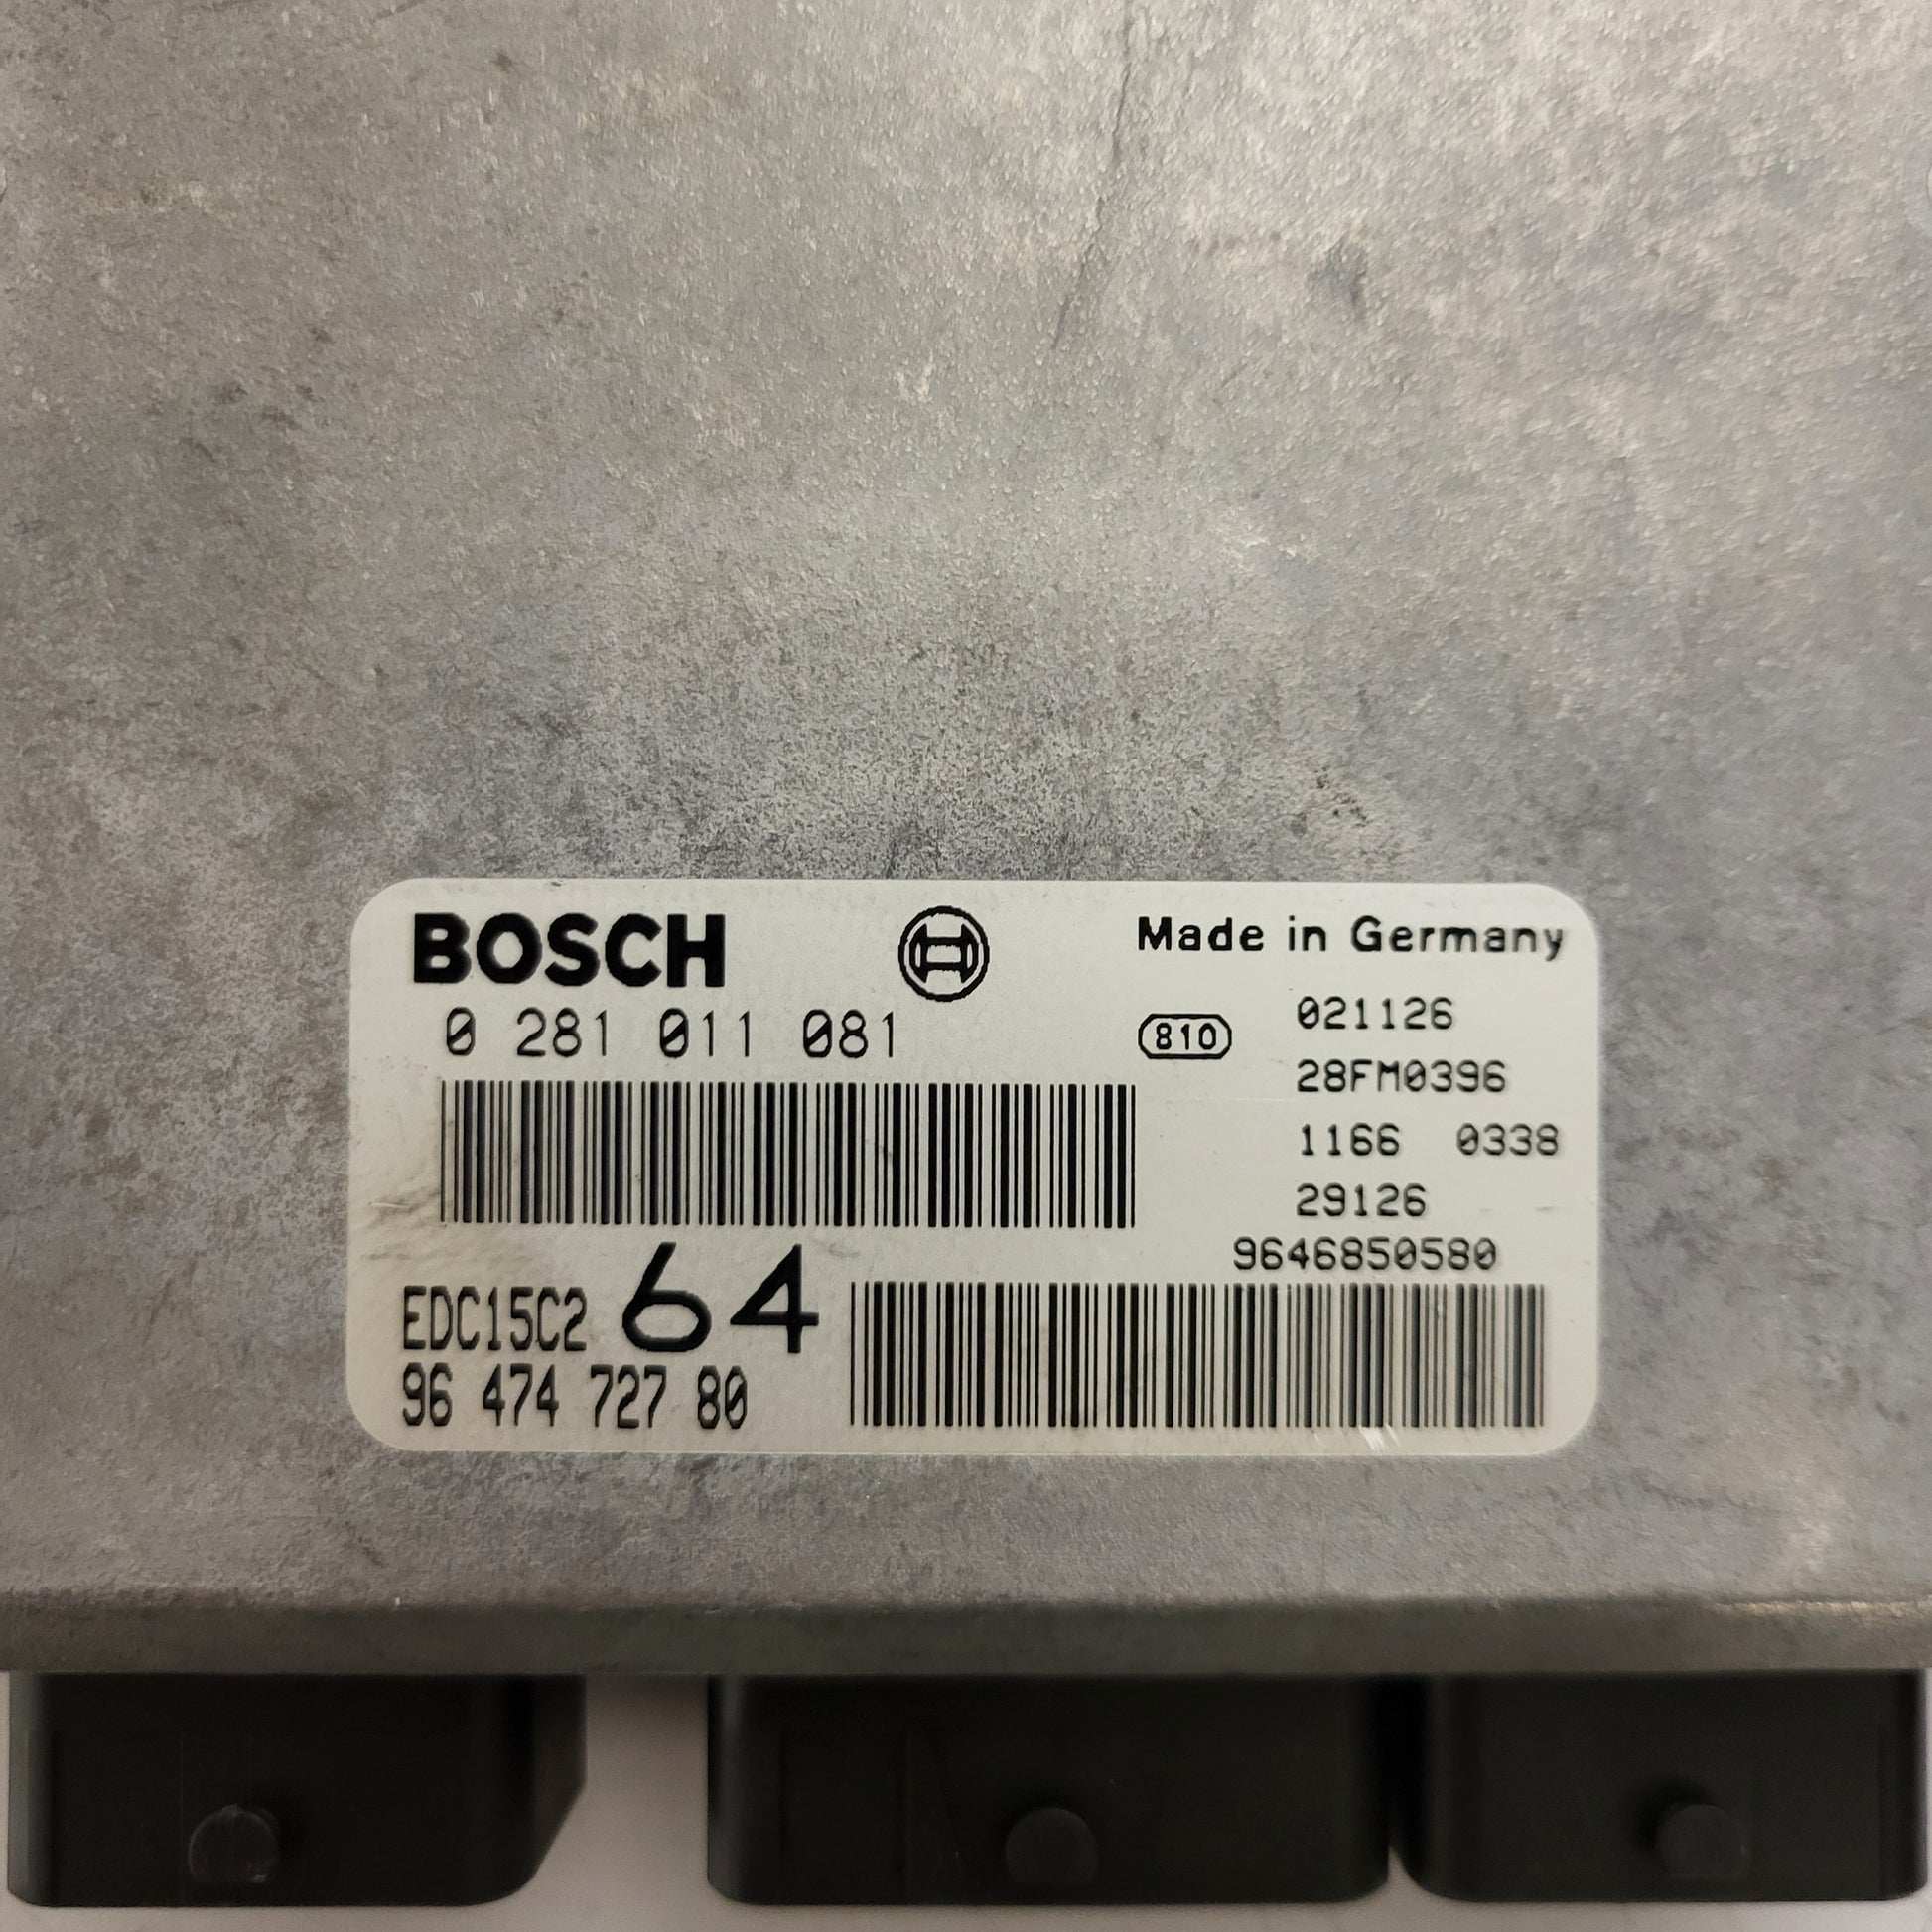 BOSCH
Made in Germany
0 281 011 081
810
021126
28FM0396
1166 0338
29126
9646850580
EDC15C2 64
96 474 727 80